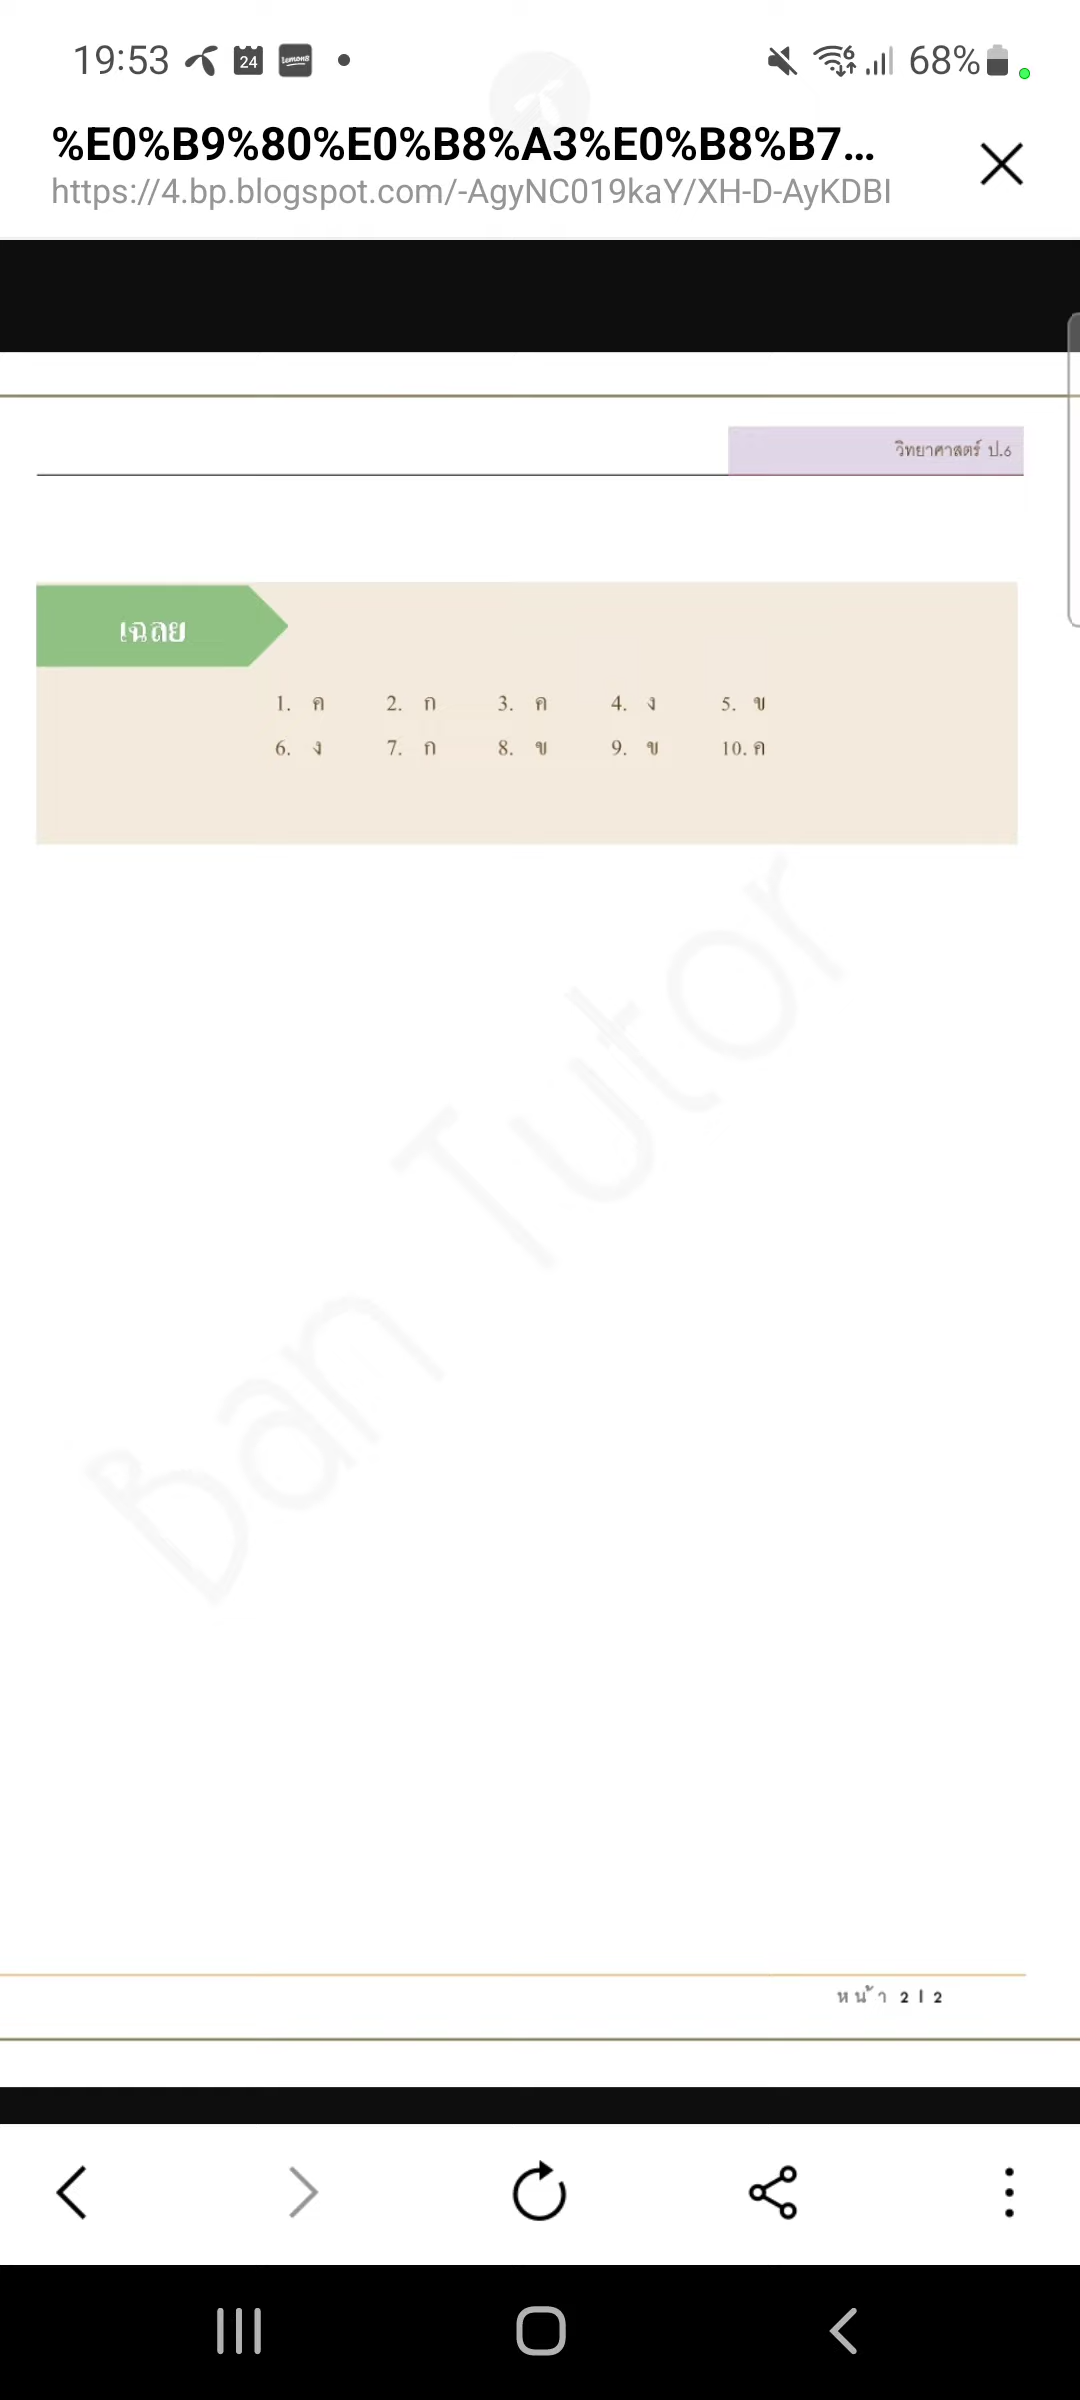 19:53 24 Lemon8 6 68%
%E0%B9%80%E0%B8%A3%E0%B8%B7...
https://4.bp.blogspot.com/-AgyNC019kaY/XH-D-AyKDBI
วิทยาศาสตร์ ป.6
เฉลย
1. ค 2. ก 3. ค 4. ง 5. ข
6. ง 7. ก 8. ข 9. ข 10. ค
Ban Tutor
หน้า 2 | 2